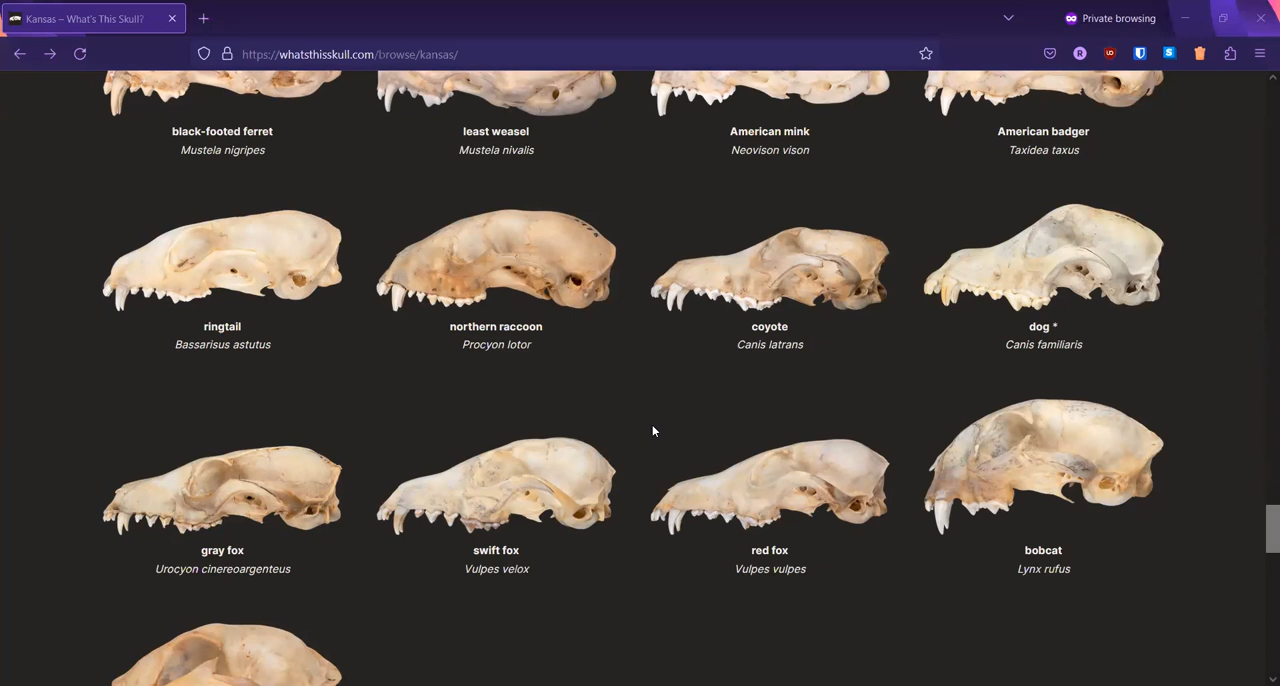 Kansas – What's This Skull?
Private browsing
https://whatsthisskull.com/browse/kansas/
R
UO
S
black-footed ferret
Mustela nigripes
least weasel
Mustela nivalis
American mink
Neovison vison
American badger
Taxidea taxus
ringtail
Bassarisus astutus
northern raccoon
Procyon lotor
coyote
Canis latrans
dog *
Canis familiaris
gray fox
Urocyon cinereoargenteus
swift fox
Vulpes velox
red fox
Vulpes vulpes
bobcat
Lynx rufus